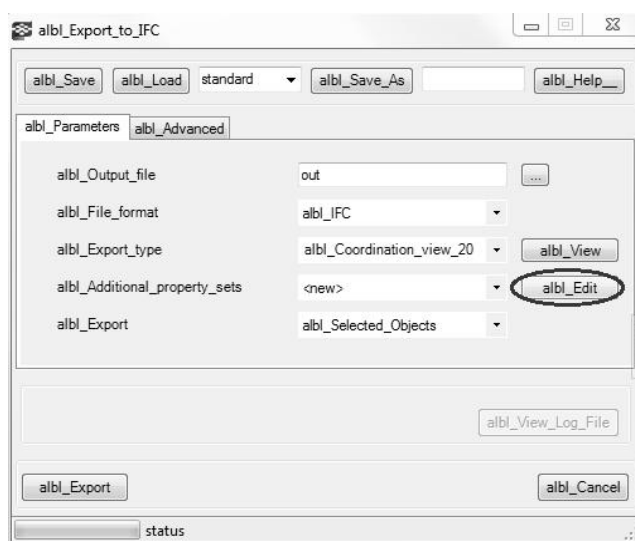 albl_Export_to_IFC
albl_Save albl_Load standard albl_Save_As albl_Help__
albl_Parameters albl_Advanced
albl_Output_file out ...
albl_File_format albl_IFC
albl_Export_type albl_Coordination_view_20 albl_View
albl_Additional_property_sets <new> albl_Edit
albl_Export albl_Selected_Objects
albl_View_Log_File
albl_Export albl_Cancel
status